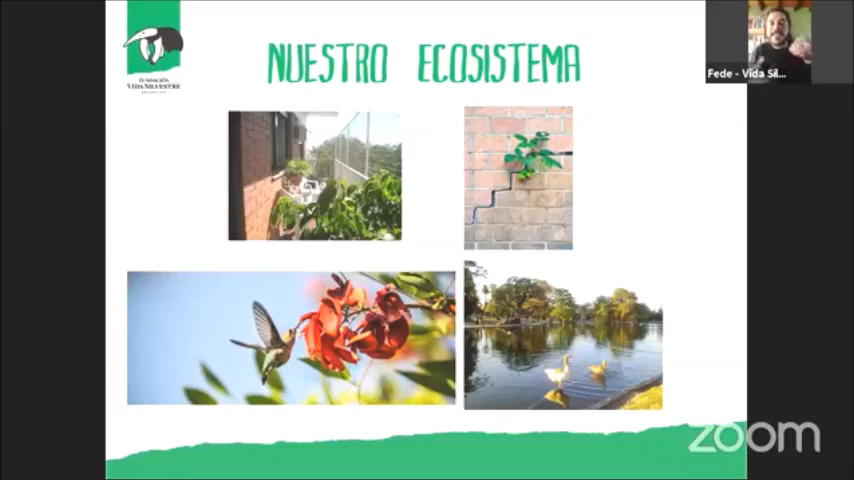 NUESTRO ECOSISTEMA
FUNDACIÓN
VIDA SILVESTRE
Fede - Vida Sil...
zoom